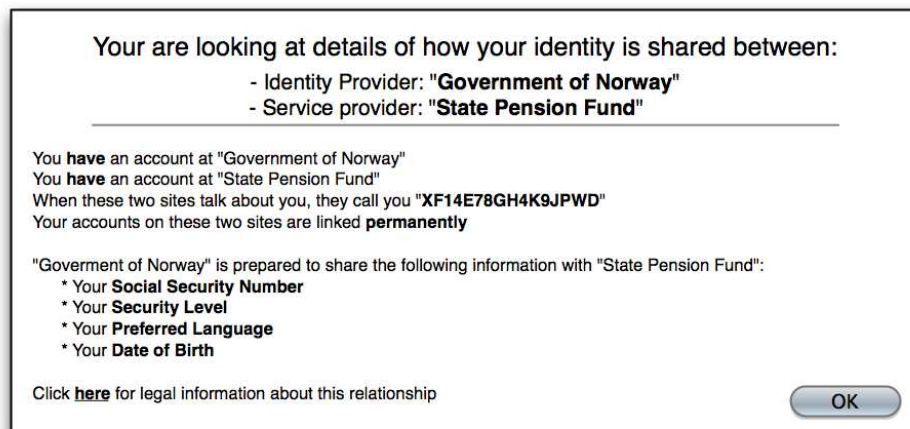 Your are looking at details of how your identity is shared between:
- Identity Provider: "Government of Norway"
- Service provider: "State Pension Fund"
You have an account at "Government of Norway"
You have an account at "State Pension Fund"
When these two sites talk about you, they call you "XF14E78GH4K9JPWD"
Your accounts on these two sites are linked permanently
"Goverment of Norway" is prepared to share the following information with "State Pension Fund":
* Your Social Security Number
* Your Security Level
* Your Preferred Language
* Your Date of Birth
Click here for legal information about this relationship
OK